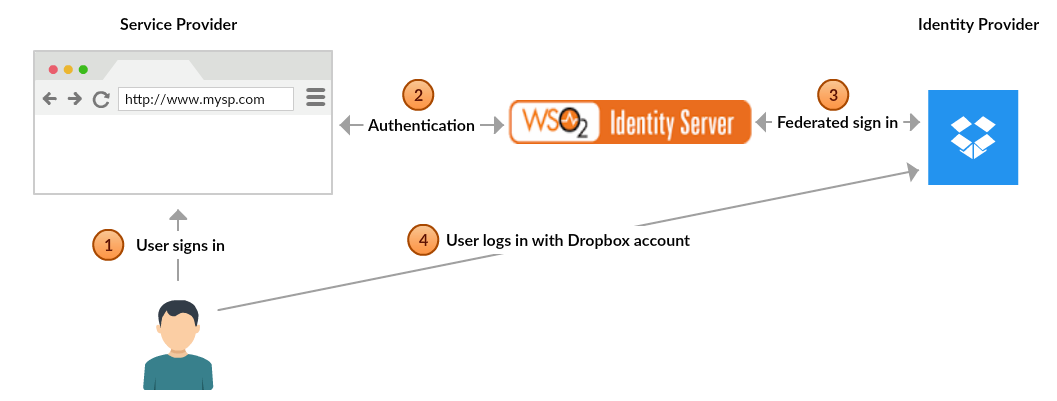 Service Provider
Identity Provider
http://www.mysp.com
2
Authentication
WSO2 Identity Server
3
Federated sign in
1
User signs in
4
User logs in with Dropbox account